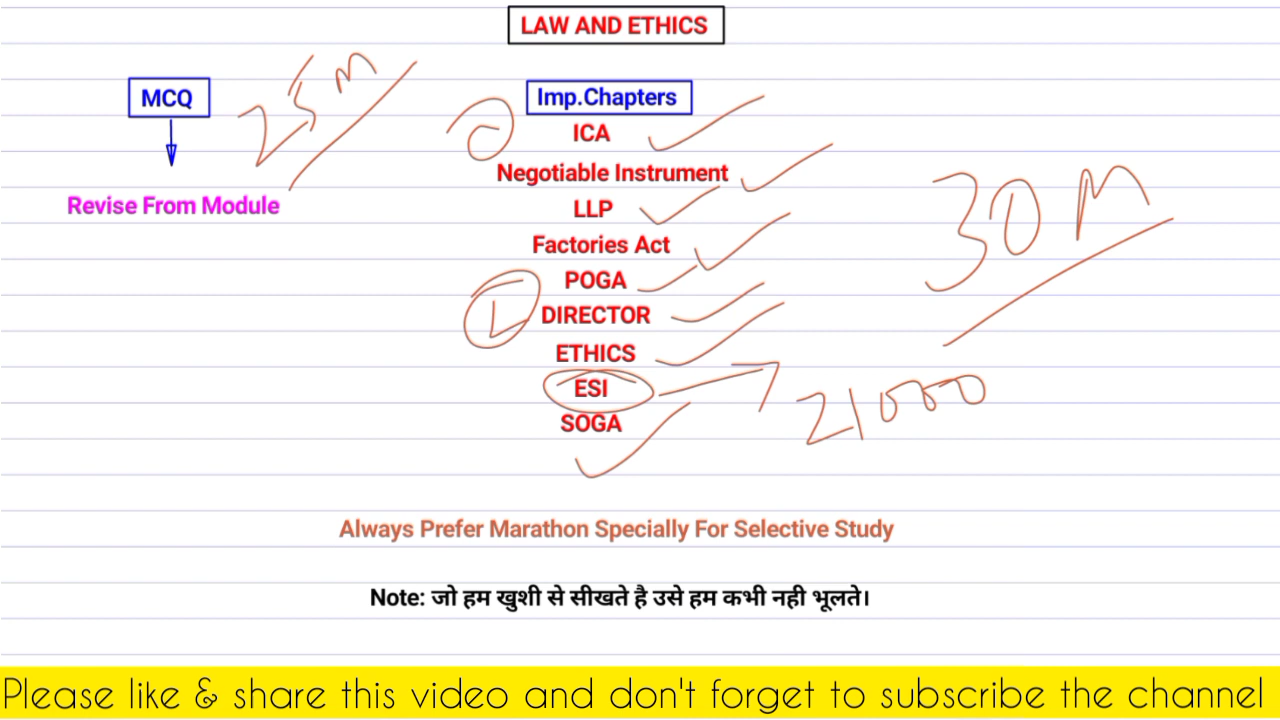 LAW AND ETHICS
MCQ
25 M
Revise From Module
Imp.Chapters
ICA
Negotiable Instrument
LLP
Factories Act
POGA
L DIRECTOR
ETHICS
ESI
SOGA
30 M
21000
Always Prefer Marathon Specially For Selective Study
Note: जो हम खुशी से सीखते है उसे हम कभी नही भूलते।
Please like & share this video and don't forget to subscribe the channel